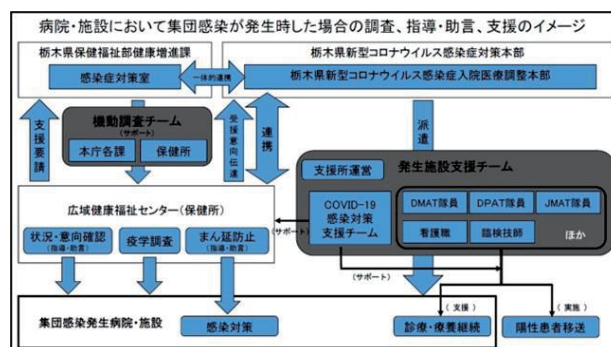 病院・施設において集団感染が発生時した場合の調査、指導・助言、支援のイメージ
栃木県保健福祉部健康増進課
栃木県新型コロナウイルス感染症対策本部
感染症対策室
一体的連携
栃木県新型コロナウイルス感染症入院医療調整本部
支援要請
機動調査チーム
(サポート)
本庁各課
保健所
受援意向伝達
連携
派遣
支援所運営
発生施設支援チーム
COVID-19
感染対策
支援チーム
DMAT隊員
DPAT隊員
JMAT隊員
看護職
臨検技師
ほか
広域健康福祉センター(保健所)
(サポート)
状況・意向確認
(指導・助言)
疫学調査
まん延防止
(指導・助言)
(サポート)
集団感染発生病院・施設
感染対策
(支援)
診療・療養継続
(実施)
陽性患者移送